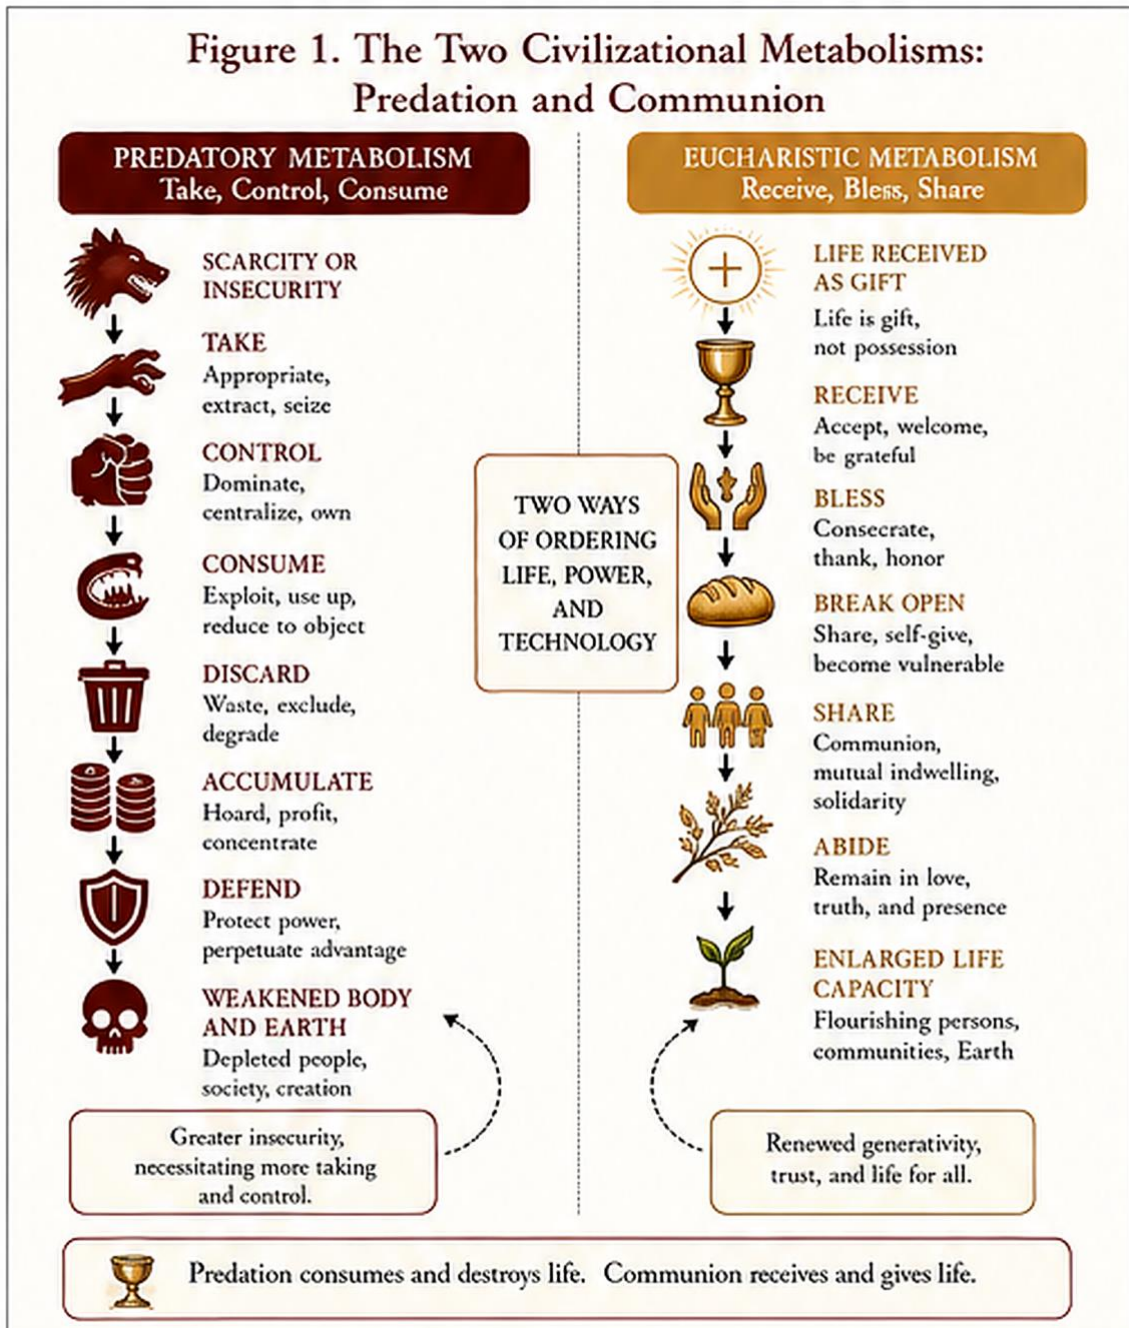 Figure 1. The Two Civilizational Metabolisms:
Predation and Communion
PREDATORY METABOLISM
Take, Control, Consume
SCARCITY OR
INSECURITY
TAKE
Appropriate,
extract, seize
CONTROL
Dominate,
centralize, own
CONSUME
Exploit, use up,
reduce to object
DISCARD
Waste, exclude,
degrade
ACCUMULATE
Hoard, profit,
concentrate
DEFEND
Protect power,
perpetuate advantage
WEAKENED BODY
AND EARTH
Depleted people,
society, creation
Greater insecurity,
necessitating more taking
and control.
TWO WAYS
OF ORDERING
LIFE, POWER,
AND
TECHNOLOGY
EUCHARISTIC METABOLISM
Receive, Bless, Share
LIFE RECEIVED
AS GIFT
Life is gift,
not possession
RECEIVE
Accept, welcome,
be grateful
BLESS
Consecrate,
thank, honor
BREAK OPEN
Share, self-give,
become vulnerable
SHARE
Communion,
mutual indwelling,
solidarity
ABIDE
Remain in love,
truth, and presence
ENLARGED LIFE
CAPACITY
Flourishing persons,
communities, Earth
Renewed generativity,
trust, and life for all.
Predation consumes and destroys life. Communion receives and gives life.